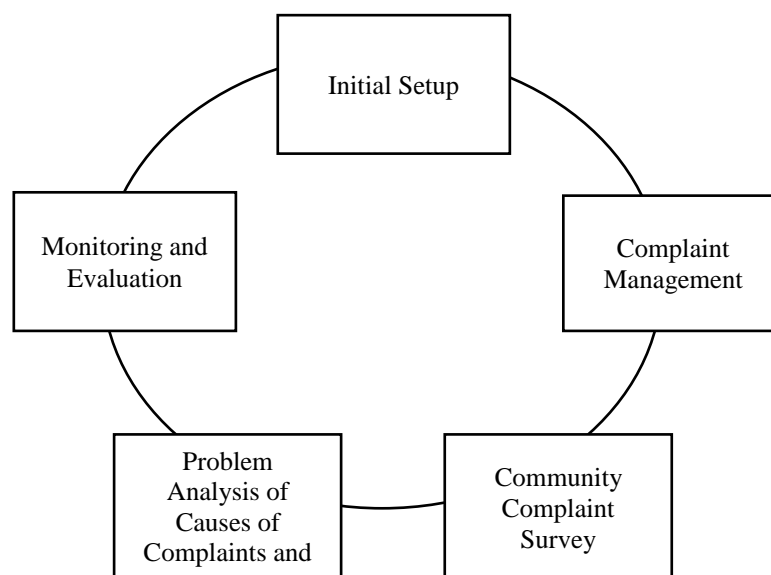 Initial Setup
Complaint
Management
Community
Complaint
Survey
Problem
Analysis of
Causes of
Complaints and
Monitoring and
Evaluation